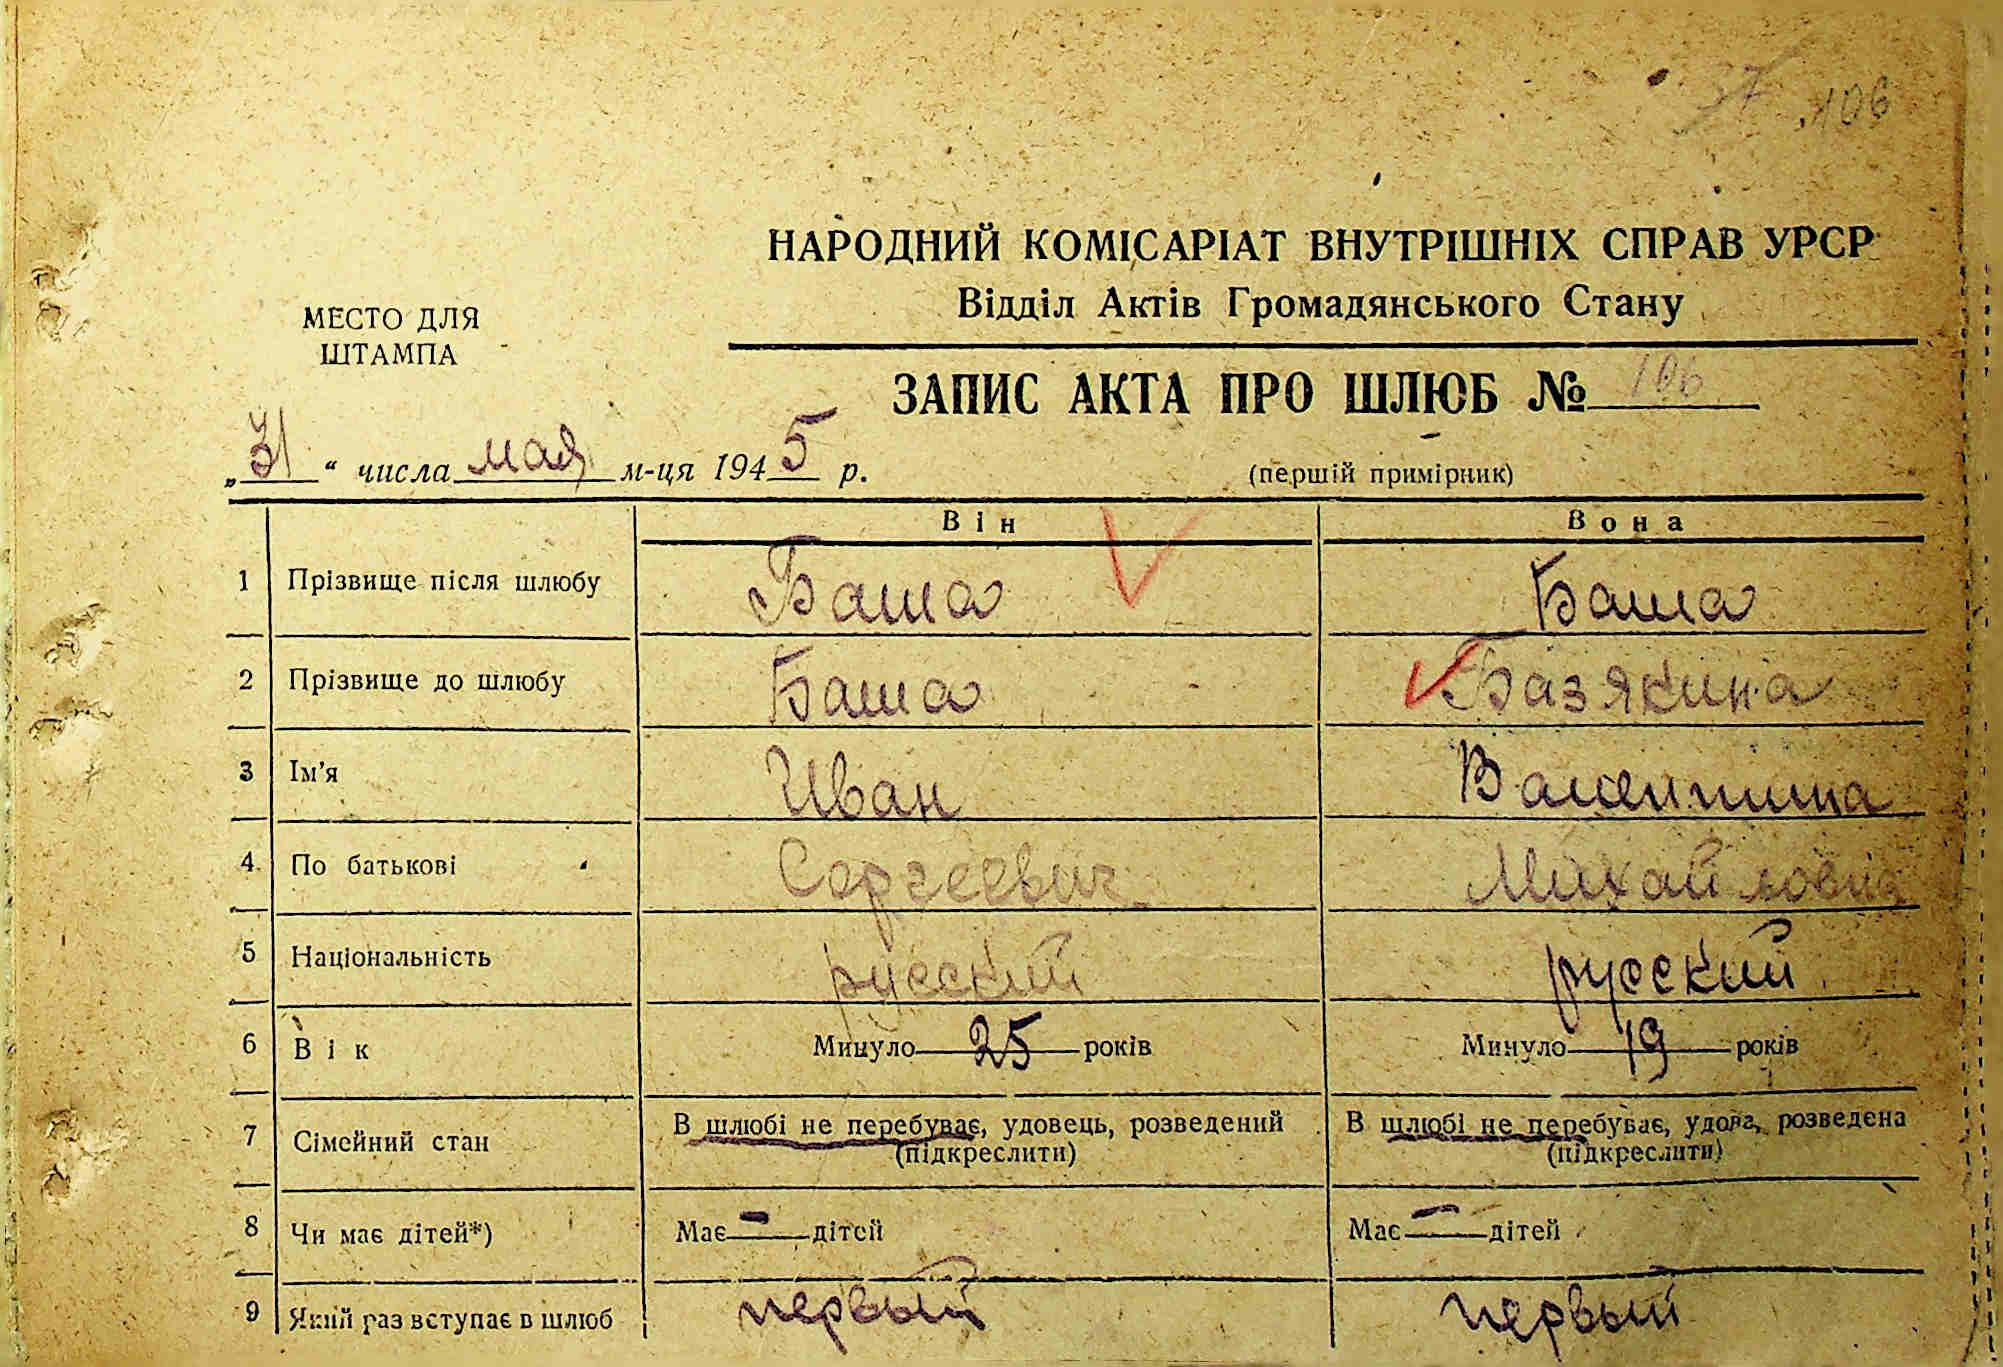 37 106
НАРОДНИЙ КОМІСАРІАТ ВНУТРІШНІХ СПРАВ УРСР
Відділ Актів Громадянського Стану
МЕСТО ДЛЯ
ШТАМПА
ЗАПИС АКТА ПРО ШЛЮБ № 106
„31“ числа мая м-ця 1945 р.
(першій примірник)
Він Вона
1 Прізвище після шлюбу Баша Баша
2 Прізвище до шлюбу Баша Базякина
3 Ім'я Иван Валентина
4 По батькові Сергеевич Михайловна
5 Національність русский русский
6 Вік Минуло 25 років Минуло 19 років
7 Сімейний стан В шлюбі не перебуває, удовець, розведений В шлюбі не перебуває, удова, розведена
(підкреслити) (підкреслити)
8 Чи має дітей*) Має — дітей Має — дітей
9 Який раз вступає в шлюб первый первый